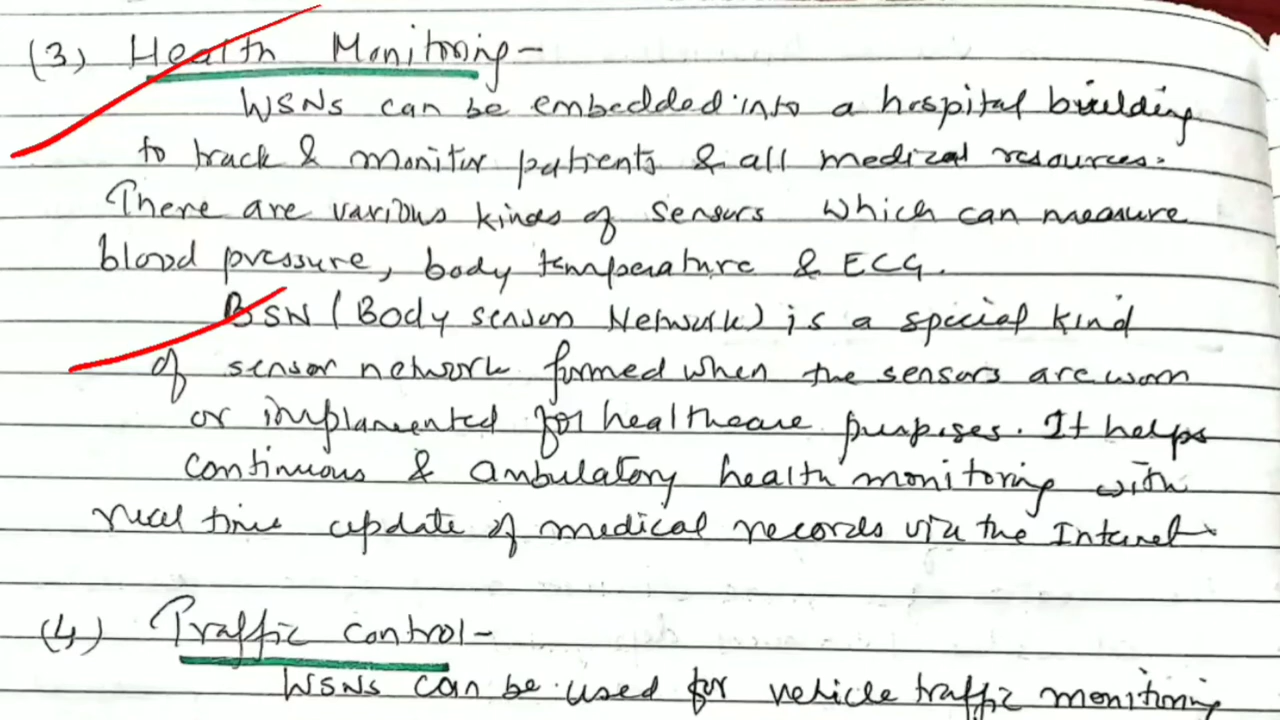 (3) Health Monitoring-
WSNs can be embedded into a hospital building
to track & monitor patients & all medical resources.
There are various kinds of sensors which can measure
blood pressure, body temperature & ECG.
BSN (Body sensor Network) is a special kind
of sensor network formed when the sensors are worn
or implamented for healthcare purposes. It helps
continuous & ambulatory health monitoring with
real time update of medical records via the Internet.
(4) Traffic control-
WSNs can be used for vehicle traffic monitoring